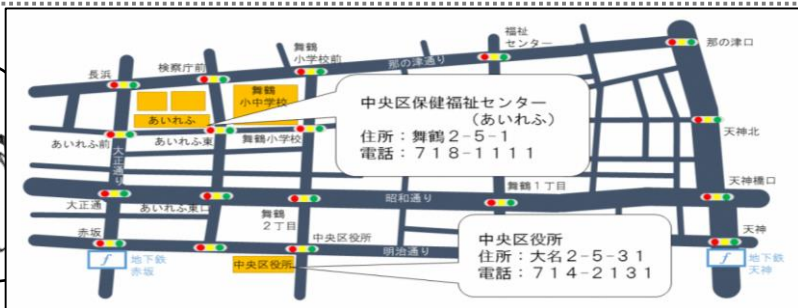 福祉
センター
舞鶴
小学校前
那の津通り
那の津口
検察庁前
長浜
舞鶴
小中学校
あいれふ
中央区保健福祉センター
（あいれふ）
住所：舞鶴２-５-１
電話：７１８-１１１１
天神北
あいれふ前
あいれふ東
舞鶴小学校
大正通り
天神橋口
舞鶴１丁目
昭和通り
大正通
あいれふ東口
舞鶴
２丁目
赤坂
中央区役所
明治通り
天神
中央区役所
住所：大名２-５-３１
電話：７１４-２１３１
地下鉄
赤坂
中央区役所
地下鉄
天神